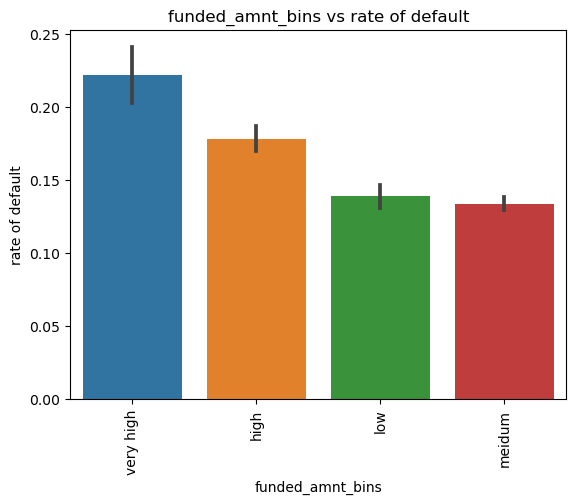 funded_amnt_bins vs rate of default
rate of default
0.25
0.20
0.15
0.10
0.05
0.00
very high
high
low
meidum
funded_amnt_bins